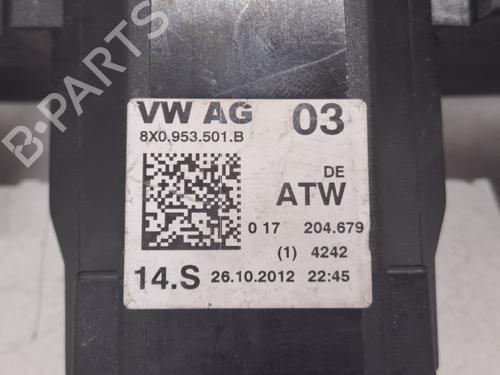 VW AG 03
8X0.953.501.B
DE
ATW
0 17 204.679
(1) 4242
14.S 26.10.2012 22:45